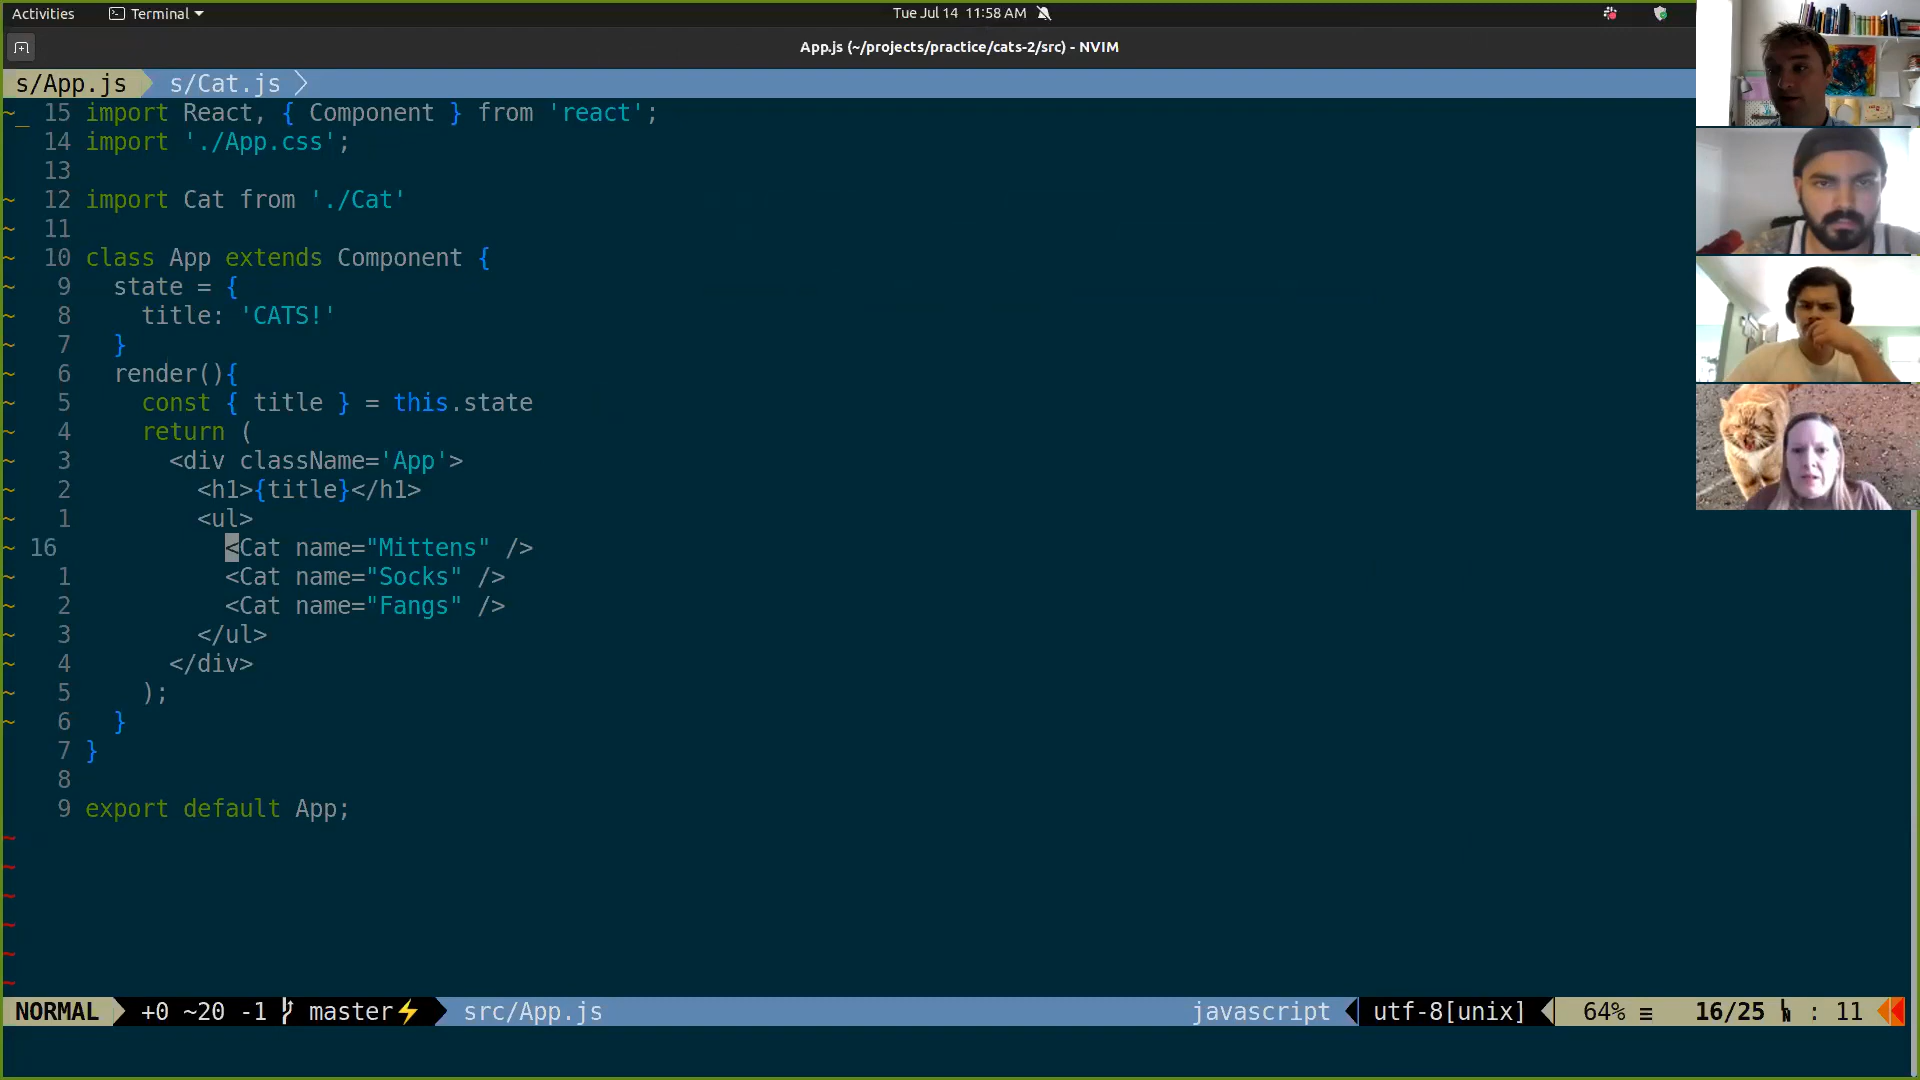 Activities Terminal Tue Jul 14 11:58 AM
App.js (~/projects/practice/cats-2/src) - NVIM
s/App.js s/Cat.js
~ 15 import React, { Component } from 'react';
_ 14 import './App.css';
13
~ 12 import Cat from './Cat'
~ 11
~ 10 class App extends Component {
~ 9 state = {
~ 8 title: 'CATS!'
~ 7 }
~ 6 render(){
~ 5 const { title } = this.state
~ 4 return (
~ 3 <div className='App'>
~ 2 <h1>{title}</h1>
~ 1 <ul>
~ 16 <Cat name="Mittens" />
~ 1 <Cat name="Socks" />
~ 2 <Cat name="Fangs" />
~ 3 </ul>
~ 4 </div>
~ 5 );
~ 6 }
~ 7 }
8
9 export default App;
~
~
~
~
~
~
NORMAL +0 ~20 -1 master⚡ src/App.js javascript utf-8[unix] 64% ≡ 16/25 : 11